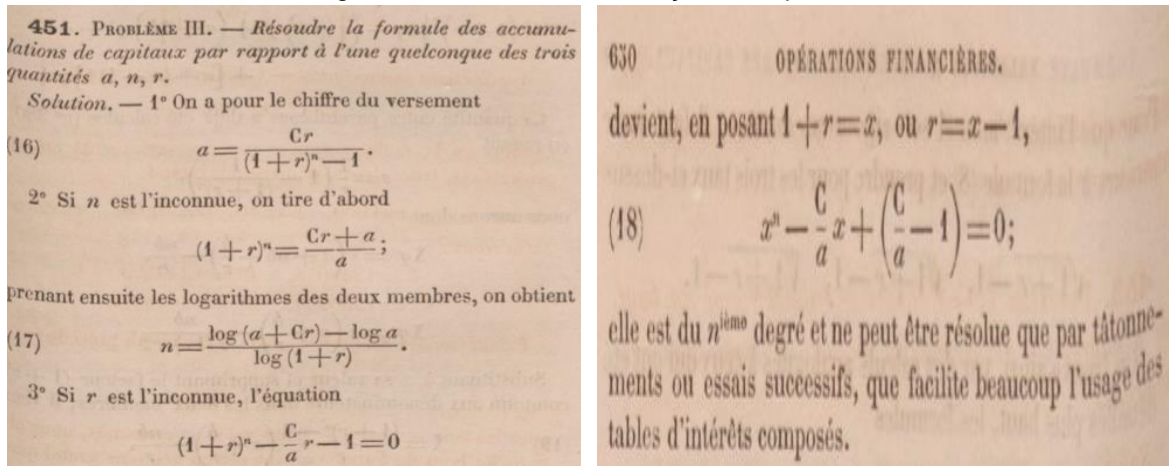 451. PROBLÈME III. — Résoudre la formule des accumu-
lations de capitaux par rapport à l'une quelconque des trois
quantités a, n, r.
Solution. — 1° On a pour le chiffre du versement
(16) a = Cr / ((1 + r)^n — 1).
2° Si n est l'inconnue, on tire d'abord
(1 + r)^n = (Cr + a) / a;
prenant ensuite les logarithmes des deux membres, on obtient
(17) n = (log (a + Cr) — log a) / log (1 + r).
3° Si r est l'inconnue, l'équation
(1 + r)^n — C/a r — 1 = 0
630 OPÉRATIONS FINANCIÈRES.
devient, en posant 1 + r = x, ou r = x — 1,
(18) x^n — C/a x + (C/a — 1) = 0;
elle est du n^ième degré et ne peut être résolue que par tâtonne-
ments ou essais successifs, que facilite beaucoup l'usage des
tables d'intérêts composés.